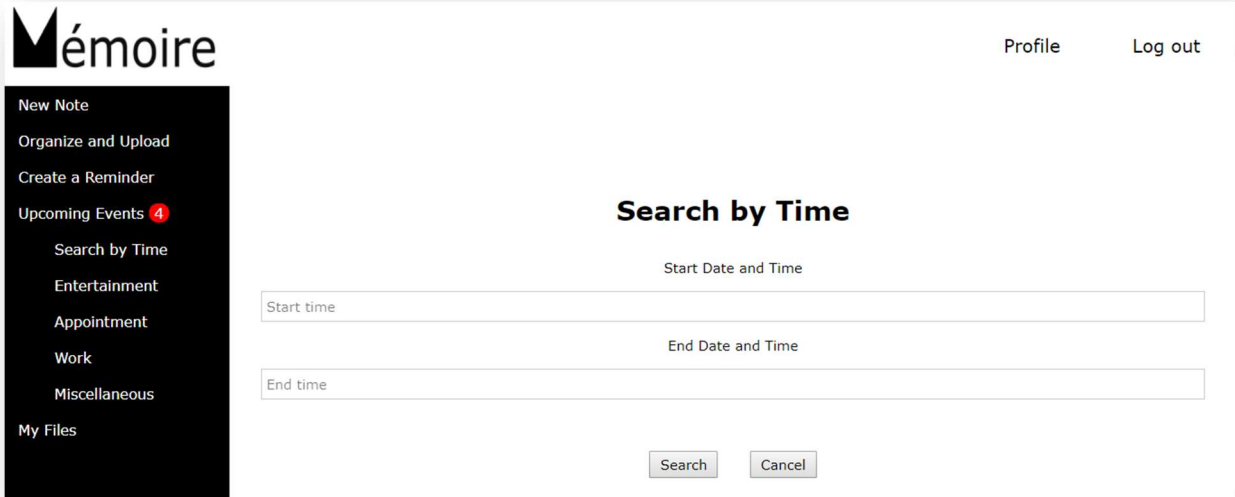 Mémoire
Profile
Log out
New Note
Organize and Upload
Create a Reminder
Upcoming Events 4
Search by Time
Entertainment
Appointment
Work
Miscellaneous
My Files
Search by Time
Start Date and Time
Start time
End Date and Time
End time
Search
Cancel